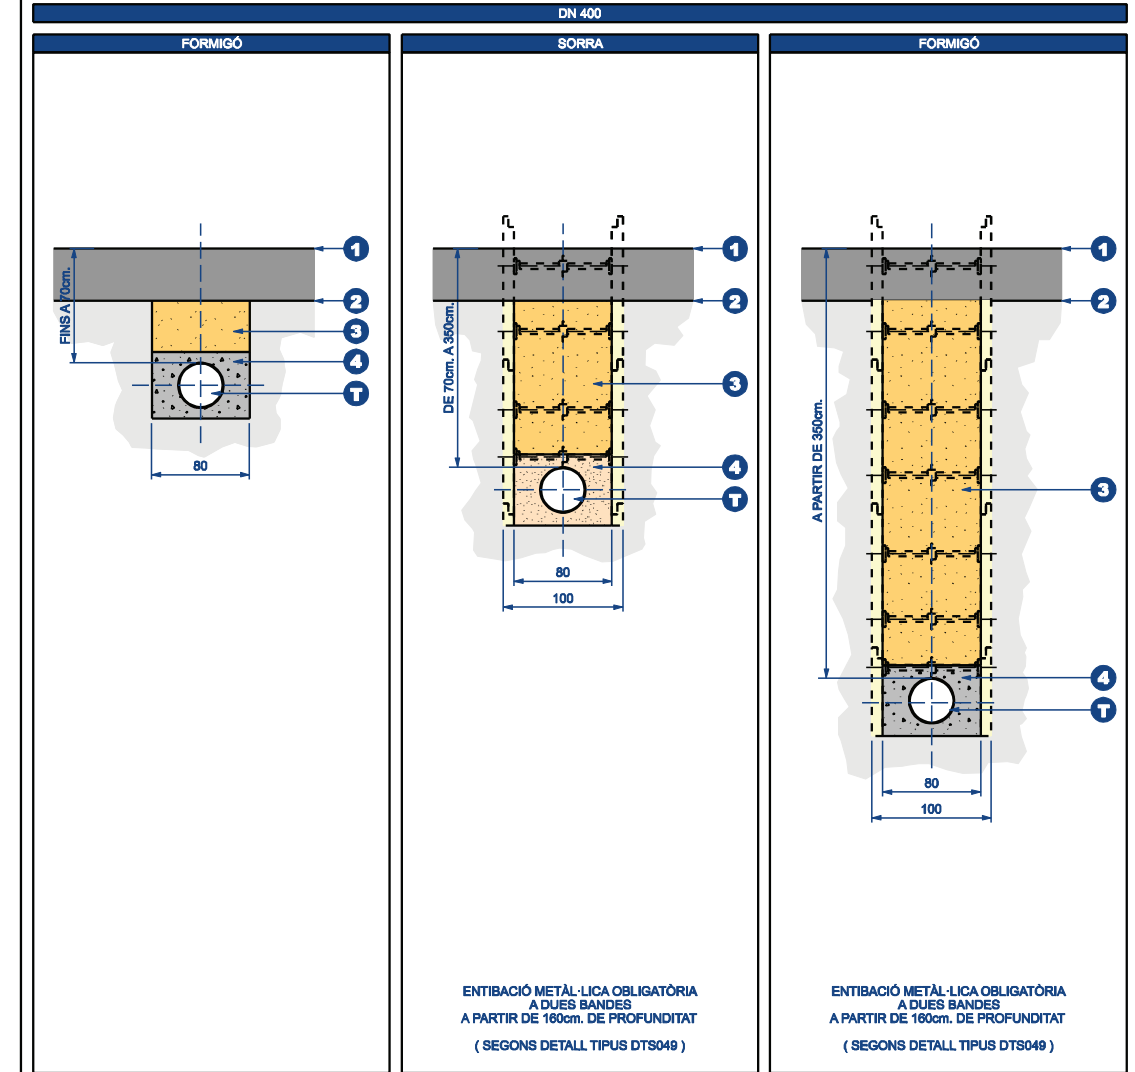 DN 400
FORMIGÓ
1
2
3
4
T
FINS A 70cm.
80
SORRA
1
2
3
4
T
DE 70cm. A 350cm.
80
100
ENTIBACIÓ METÀL·LICA OBLIGATÒRIA
A DUES BANDES
A PARTIR DE 160cm. DE PROFUNDITAT
( SEGONS DETALL TIPUS DTS049 )
FORMIGÓ
1
2
3
4
T
A PARTIR DE 350cm.
80
100
ENTIBACIÓ METÀL·LICA OBLIGATÒRIA
A DUES BANDES
A PARTIR DE 160cm. DE PROFUNDITAT
( SEGONS DETALL TIPUS DTS049 )